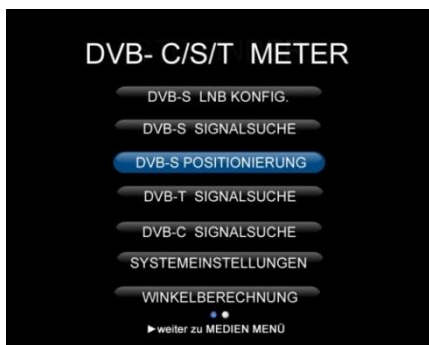 DVB- C/S/T METER
DVB-S LNB KONFIG.
DVB-S SIGNALSUCHE
DVB-S POSITIONIERUNG
DVB-T SIGNALSUCHE
DVB-C SIGNALSUCHE
SYSTEMEINSTELLUNGEN
WINKELBERECHNUNG
►weiter zu MEDIEN MENÜ